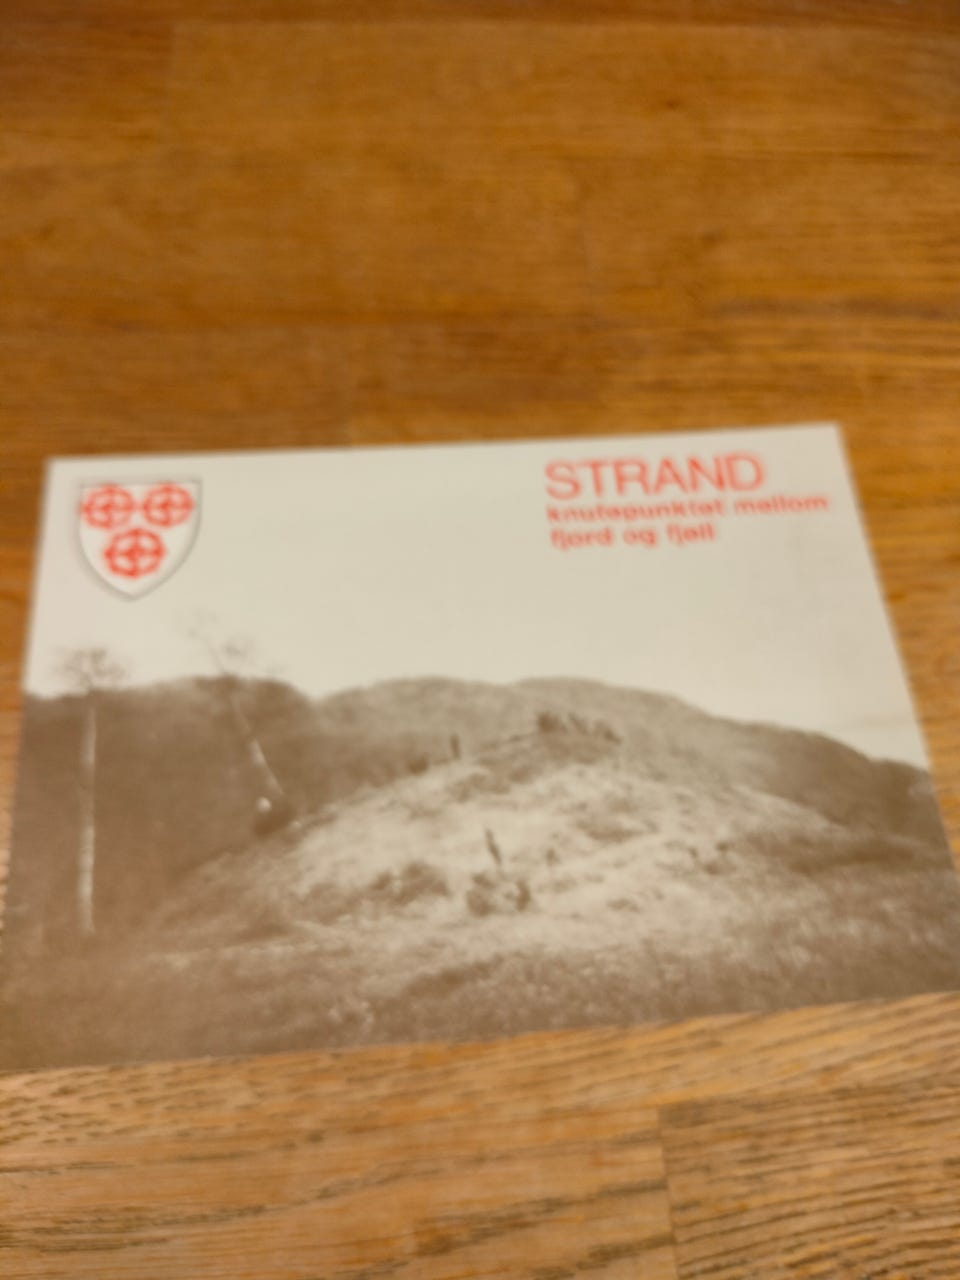 STRAND
knutepunktet mellom
fjord og fjell